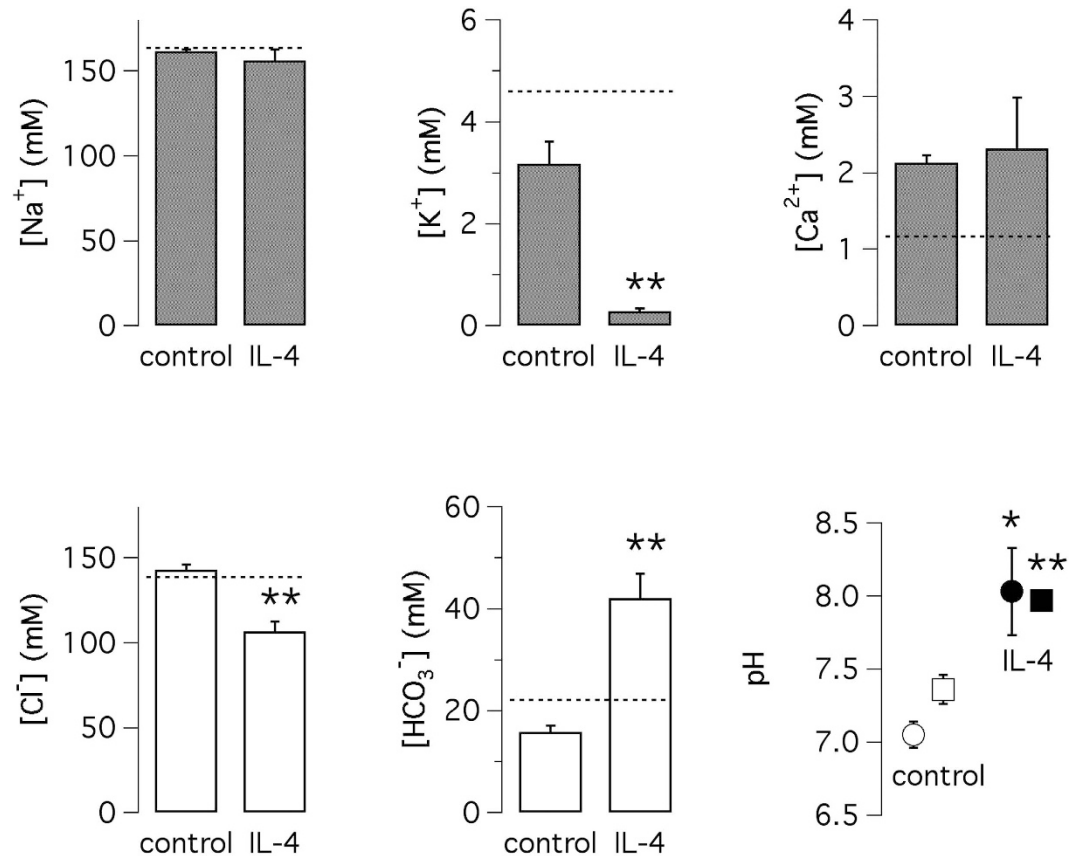 [Na⁺] (mM)
150
100
50
0
control IL-4
[K⁺] (mM)
6
4
2
0
**
control IL-4
[Ca²⁺] (mM)
4
3
2
1
0
control IL-4
[Cl⁻] (mM)
150
100
50
0
**
control IL-4
[HCO₃⁻] (mM)
60
40
20
0
**
control IL-4
pH
8.5
8.0
7.5
7.0
6.5
*
**
IL-4
control